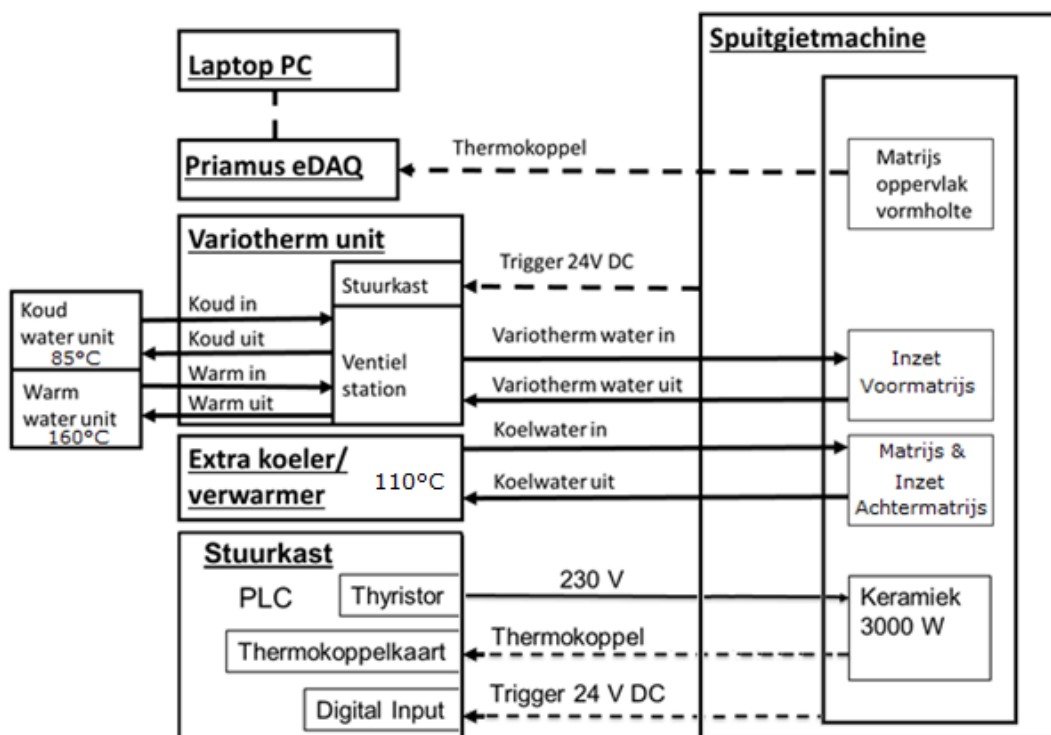 Laptop PC
Priamus eDAQ
Thermokoppel
Spuitgietmachine
Matrijs
oppervlak
vormholte
Variotherm unit
Stuurkast
Trigger 24V DC
Koud
water unit
85°C
Warm
water unit
160°C
Koud in
Koud uit
Warm in
Warm uit
Ventiel
station
Variotherm water in
Variotherm water uit
Inzet
Voormatrijs
Extra koeler/
verwarmer
110°C
Koelwater in
Koelwater uit
Matrijs &
Inzet
Achtermatrijs
Stuurkast
PLC
Thyristor
Thermokoppelkaart
Digital Input
230 V
Thermokoppel
Trigger 24 V DC
Keramiek
3000 W